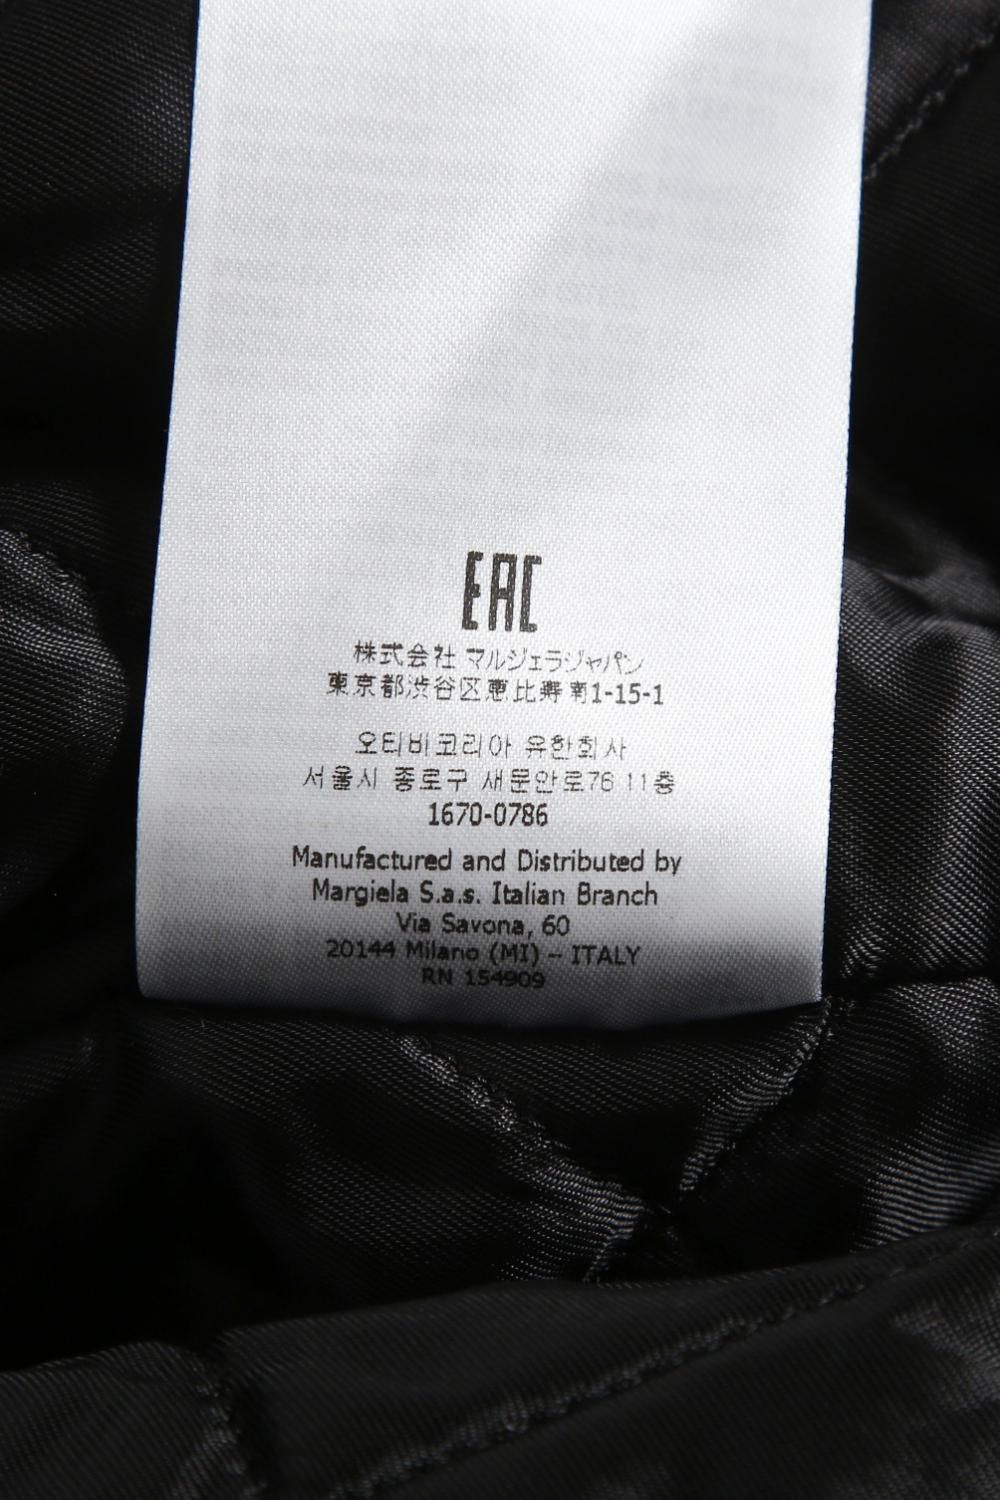 EAC
株式会社 マルジェラジャパン
東京都渋谷区恵比寿南1-15-1
오티비코리아 유한회사
서울시 종로구 새문안로76 11층
1670-0786
Manufactured and Distributed by
Margiela S.a.s. Italian Branch
Via Savona, 60
20144 Milano (MI) – ITALY
RN 154909